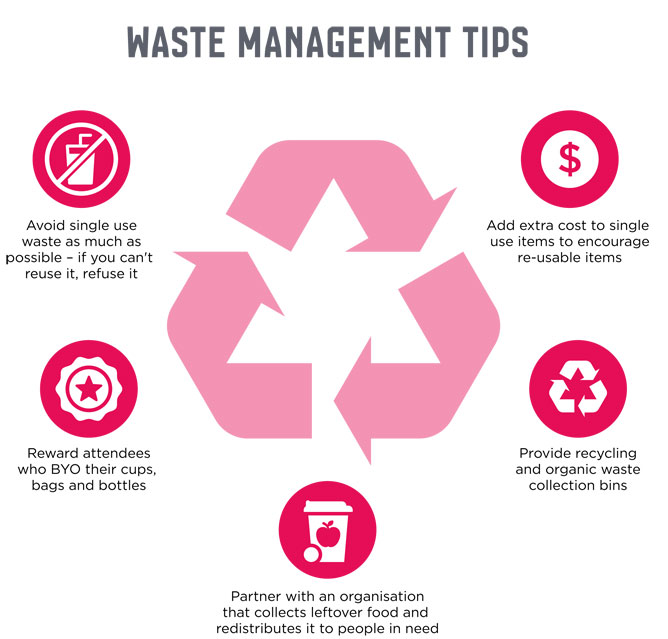 WASTE MANAGEMENT TIPS
Avoid single use
waste as much as
possible – if you can't
reuse it, refuse it
$
Add extra cost to single
use items to encourage
re-usable items
Reward attendees
who BYO their cups,
bags and bottles
Provide recycling
and organic waste
collection bins
Partner with an organisation
that collects leftover food and
redistributes it to people in need